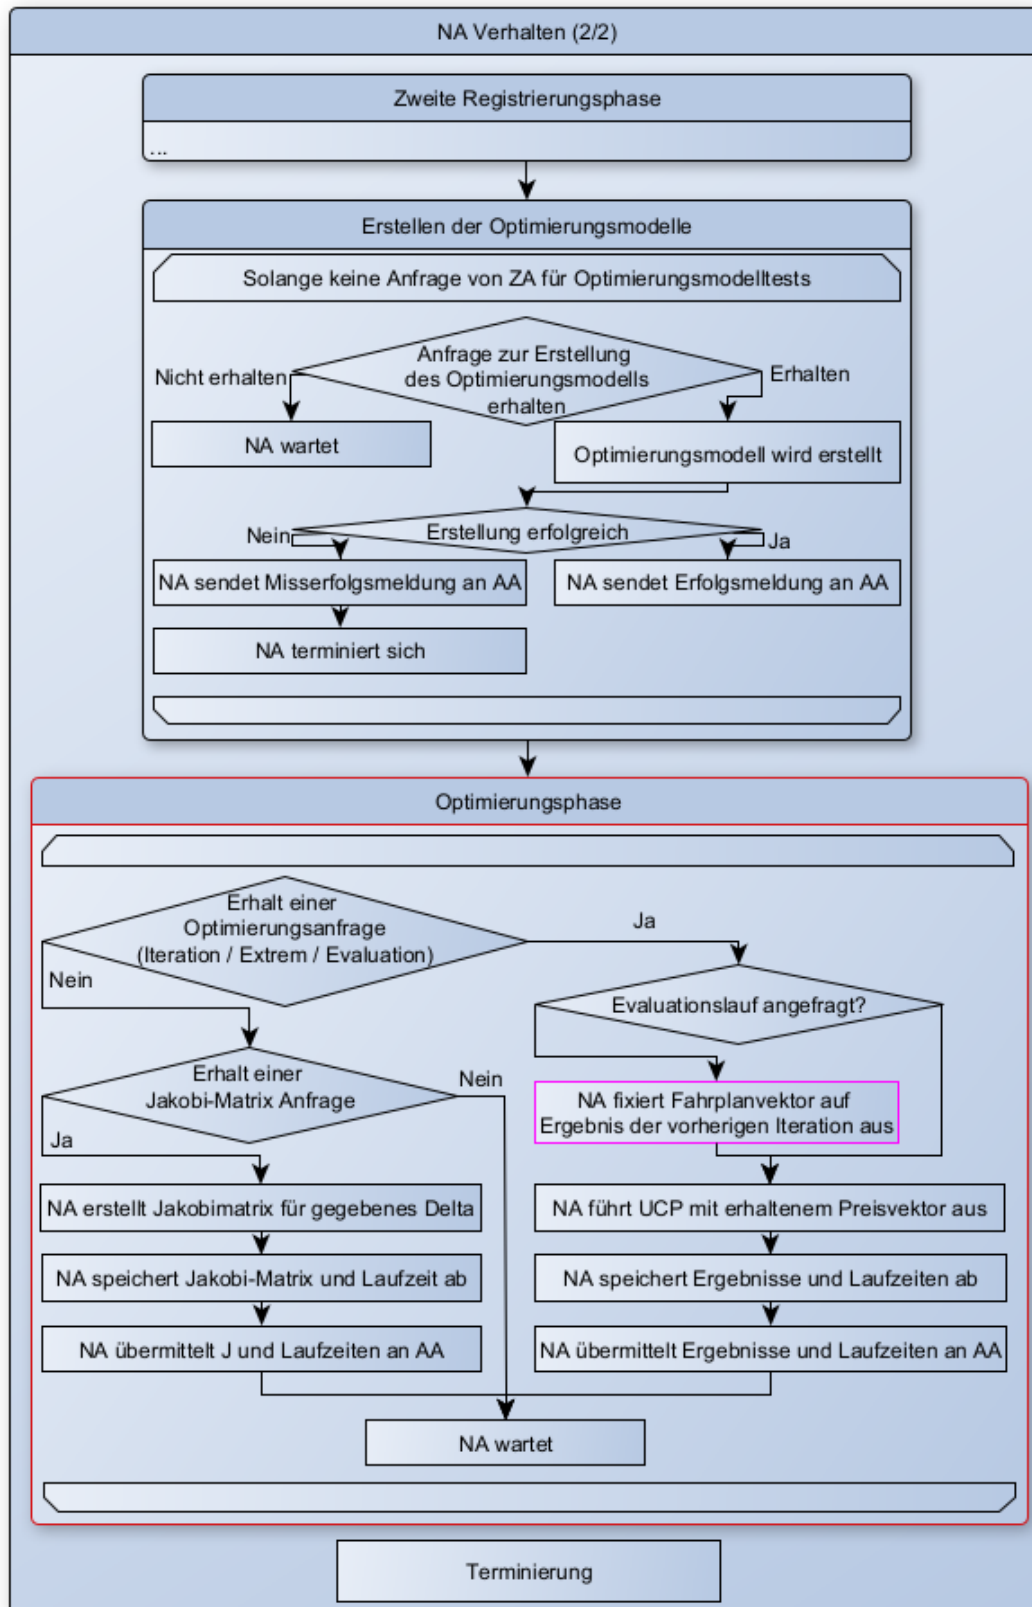 NA Verhalten (2/2)
Zweite Registrierungsphase
...
Erstellen der Optimierungsmodelle
Solange keine Anfrage von ZA für Optimierungsmodelltests
Anfrage zur Erstellung
des Optimierungsmodells
erhalten
Nicht erhalten
Erhalten
NA wartet
Optimierungsmodell wird erstellt
Erstellung erfolgreich
Nein
Ja
NA sendet Misserfolgsmeldung an AA
NA sendet Erfolgsmeldung an AA
NA terminiert sich
Optimierungsphase
Erhalt einer
Optimierungsanfrage
(Iteration / Extrem / Evaluation)
Ja
Nein
Evaluationslauf angefragt?
Erhalt einer
Jakobi-Matrix Anfrage
Nein
Ja
NA fixiert Fahrplanvektor auf
Ergebnis der vorherigen Iteration aus
NA erstellt Jakobimatrix für gegebenes Delta
NA führt UCP mit erhaltenem Preisvektor aus
NA speichert Jakobi-Matrix und Laufzeit ab
NA speichert Ergebnisse und Laufzeiten ab
NA übermittelt J und Laufzeiten an AA
NA übermittelt Ergebnisse und Laufzeiten an AA
NA wartet
Terminierung